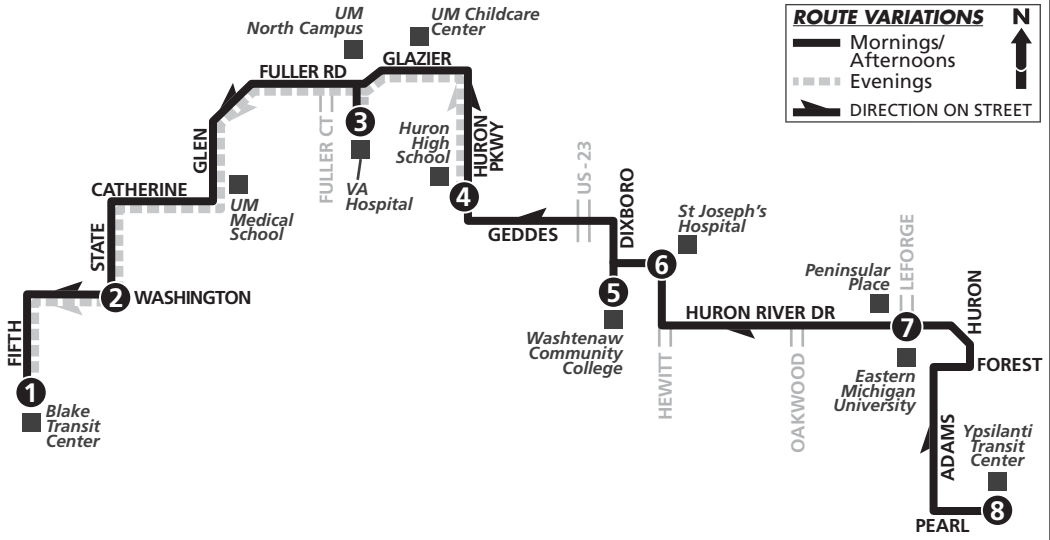 UM
North Campus
UM Childcare
Center
ROUTE VARIATIONS
N
Mornings/
Afternoons
Evenings
DIRECTION ON STREET
FULLER RD
GLAZIER
3
FULLER CT
VA
Hospital
Huron
High
School
HURON
PKWY
4
GLEN
CATHERINE
UM
Medical
School
STATE
2
WASHINGTON
FIFTH
1
Blake
Transit
Center
US-23
GEDDES
DIXBORO
St Joseph's
Hospital
6
5
Washtenaw
Community
College
HURON RIVER DR
HEWITT
OAKWOOD
Peninsular
Place
LEFORGE
7
Eastern
Michigan
University
HURON
FOREST
ADAMS
Ypsilanti
Transit
Center
8
PEARL